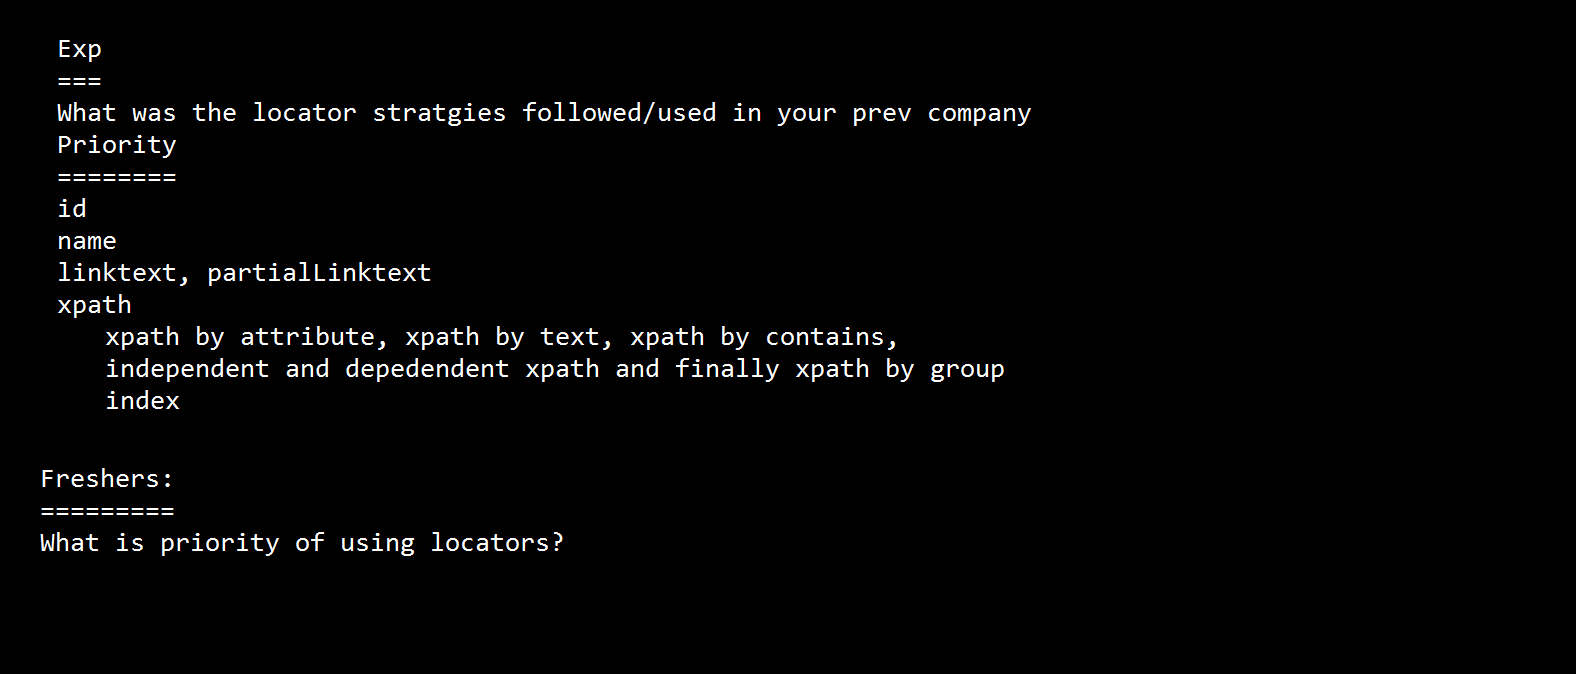 Exp
===
What was the locator stratgies followed/used in your prev company
Priority
========
id
name
linktext, partialLinktext
xpath
xpath by attribute, xpath by text, xpath by contains,
independent and depedendent xpath and finally xpath by group
index
Freshers:
=========
What is priority of using locators?